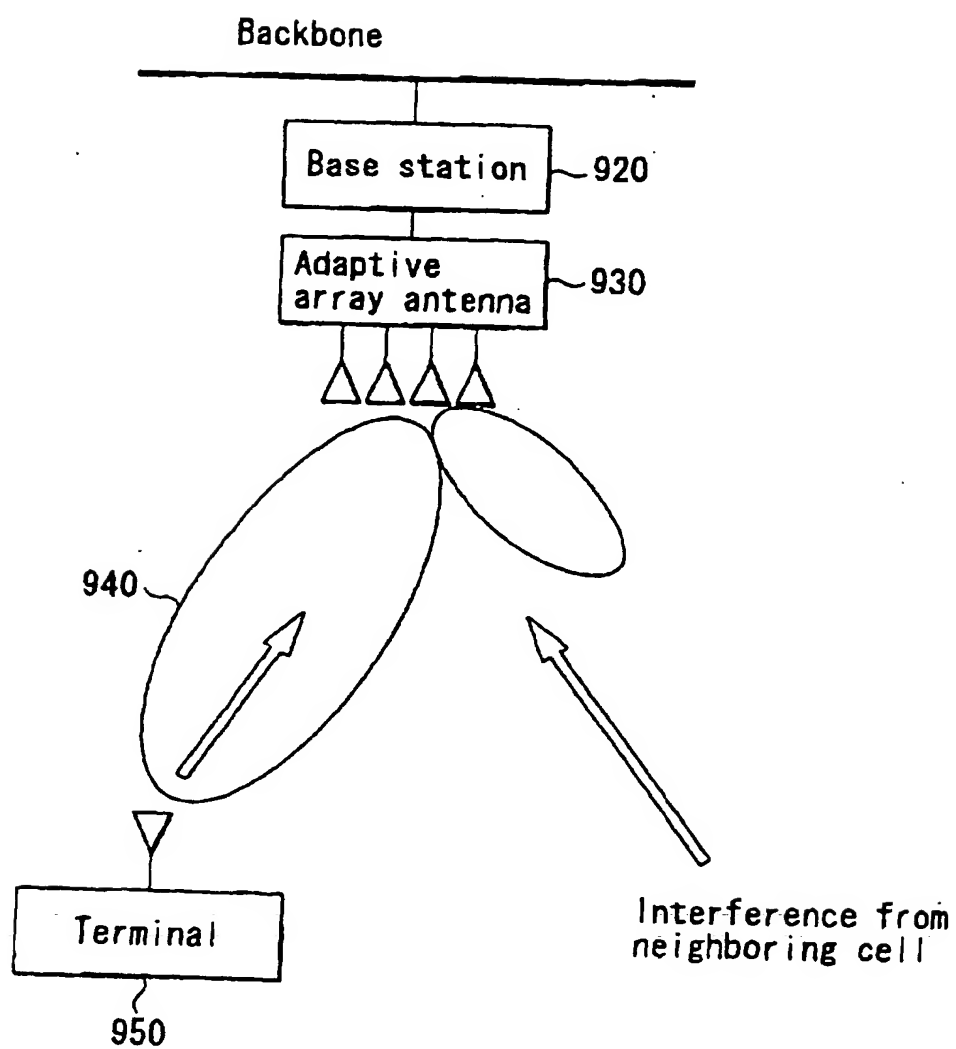 Backbone
Base station
920
Adaptive
array antenna
930
940
Terminal
950
Interference from
neighboring cell